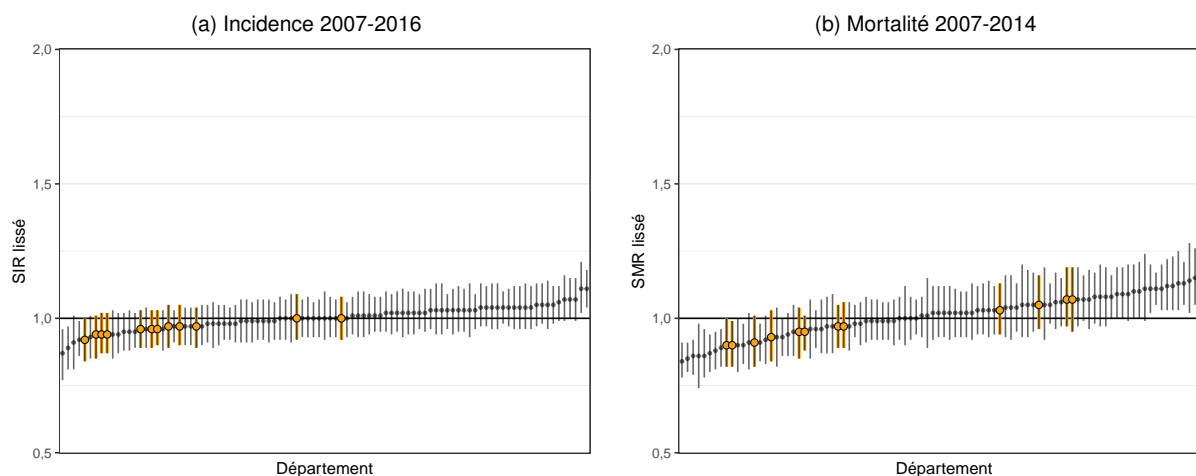 (a) Incidence 2007-2016
2,0
1,5
1,0
0,5
SIR lissé
Département
(b) Mortalité 2007-2014
2,0
1,5
1,0
0,5
SMR lissé
Département